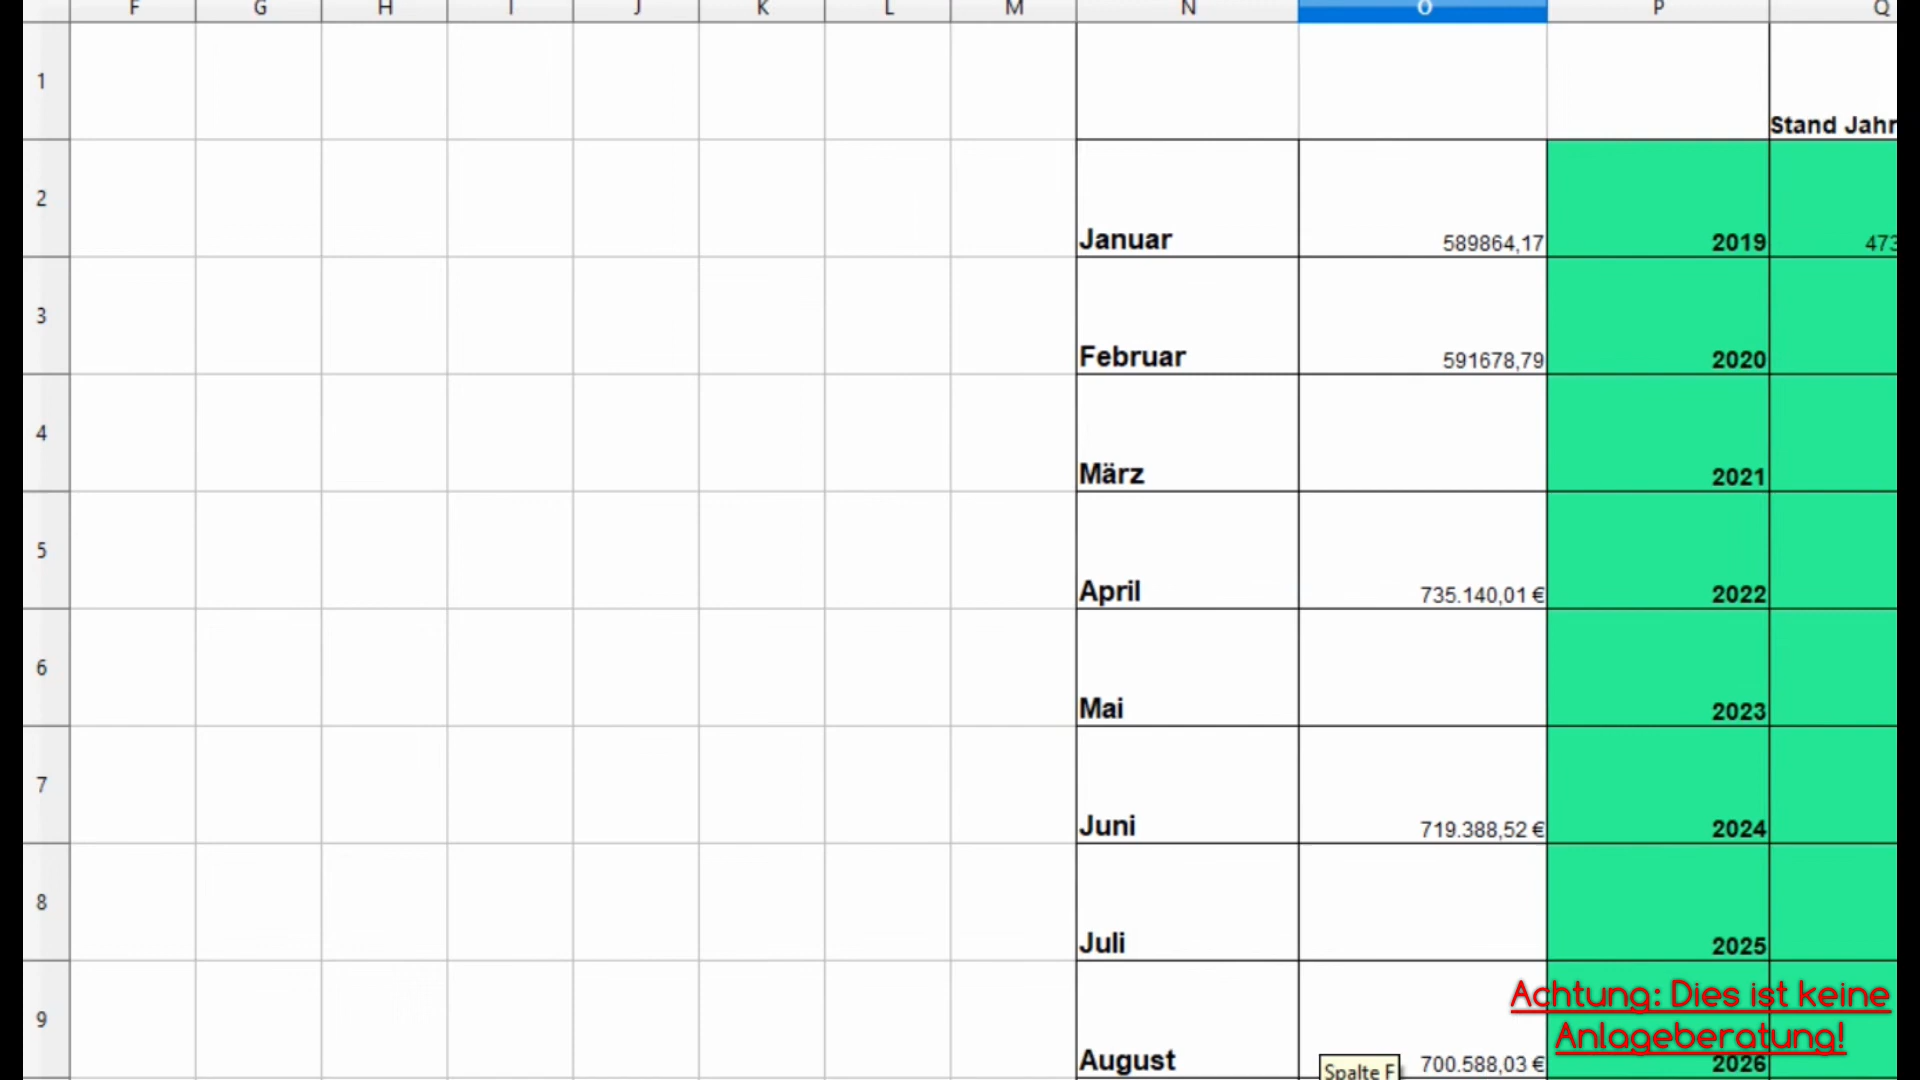 F G H I J K L M N O P Q
1 Stand Jahr
2 Januar 589864,17 2019 473
3 Februar 591678,79 2020
4 März 2021
5 April 735.140,01 € 2022
6 Mai 2023
7 Juni 719.388,52 € 2024
8 Juli 2025
9 August 700.588,03 € 2026
Spalte F
Achtung: Dies ist keine
Anlageberatung!